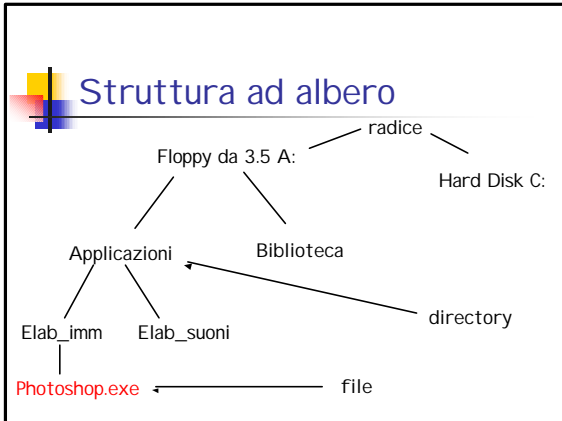 Struttura ad albero
radice
Floppy da 3.5 A:
Hard Disk C:
Applicazioni
Biblioteca
directory
Elab_imm
Elab_suoni
Photoshop.exe
file